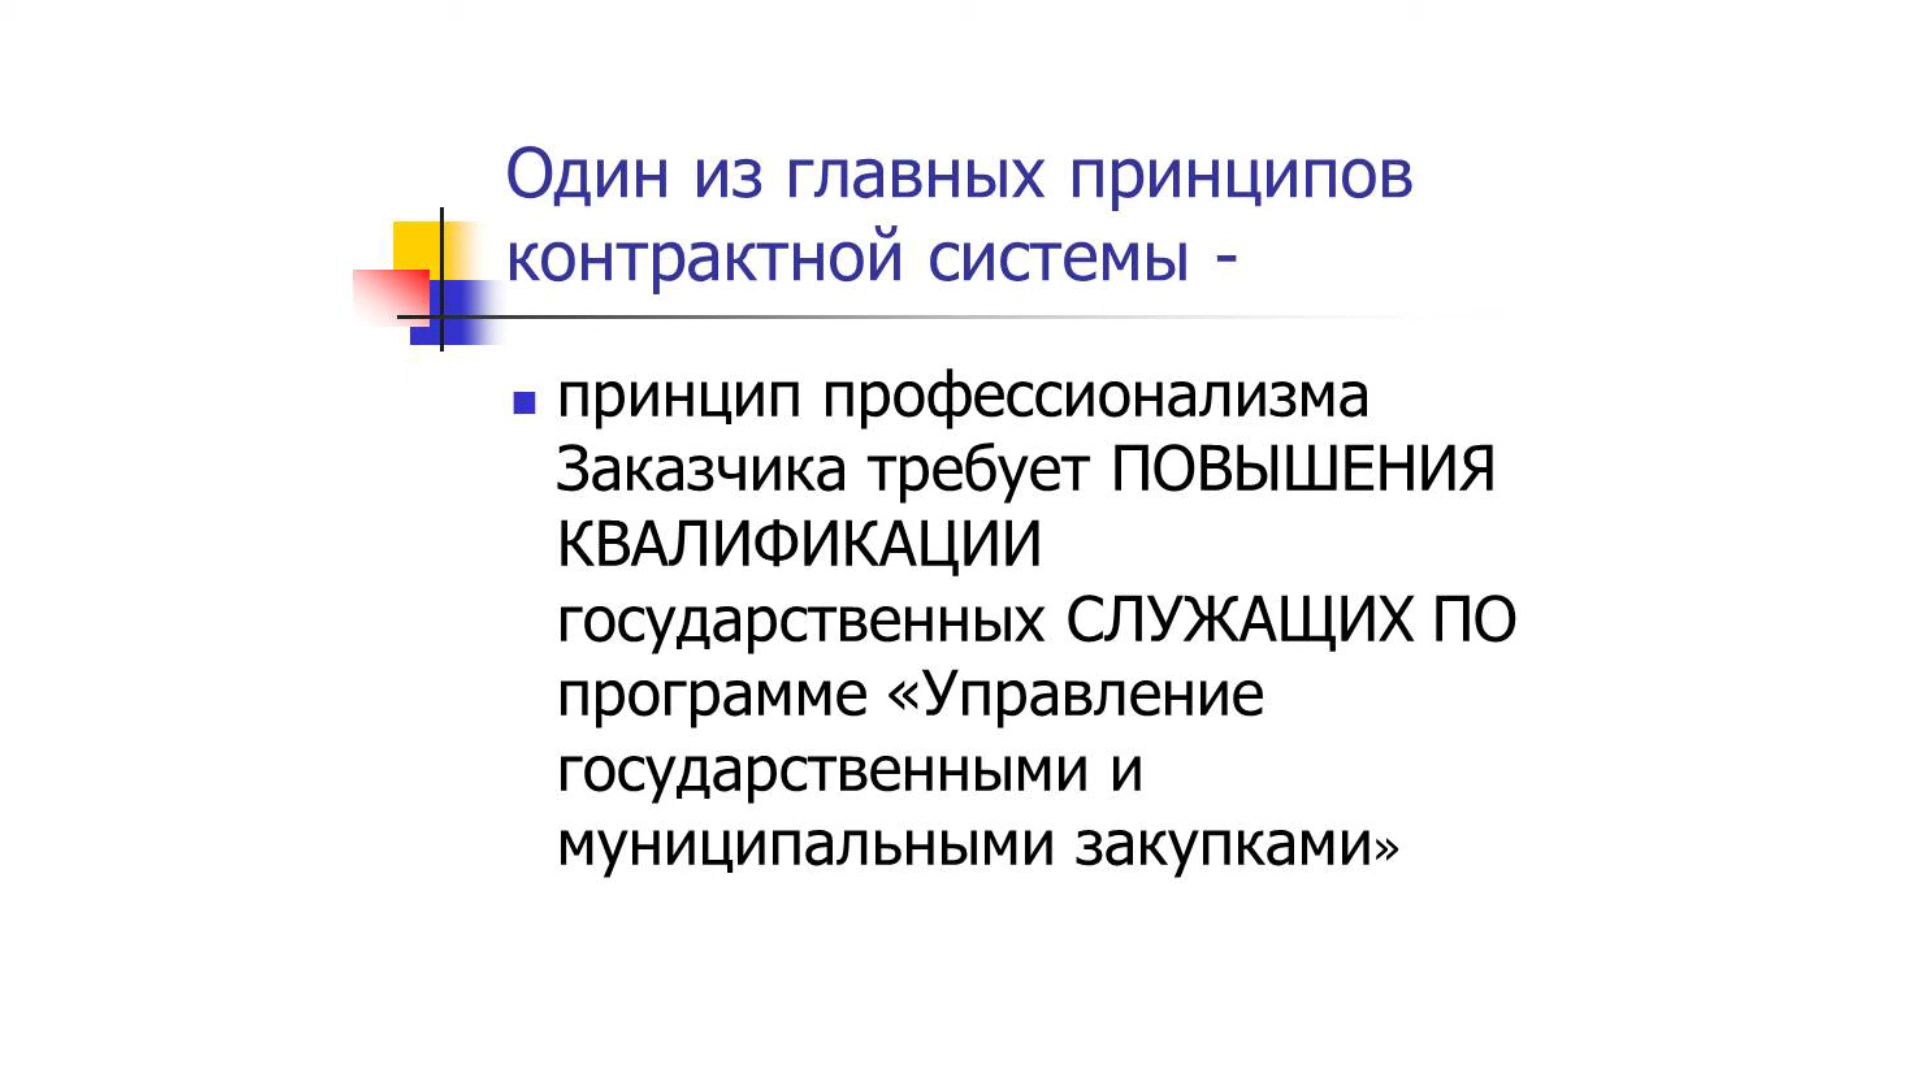 Один из главных принципов
контрактной системы -
принцип профессионализма
Заказчика требует ПОВЫШЕНИЯ
КВАЛИФИКАЦИИ
государственных СЛУЖАЩИХ ПО
программе «Управление
государственными и
муниципальными закупками»